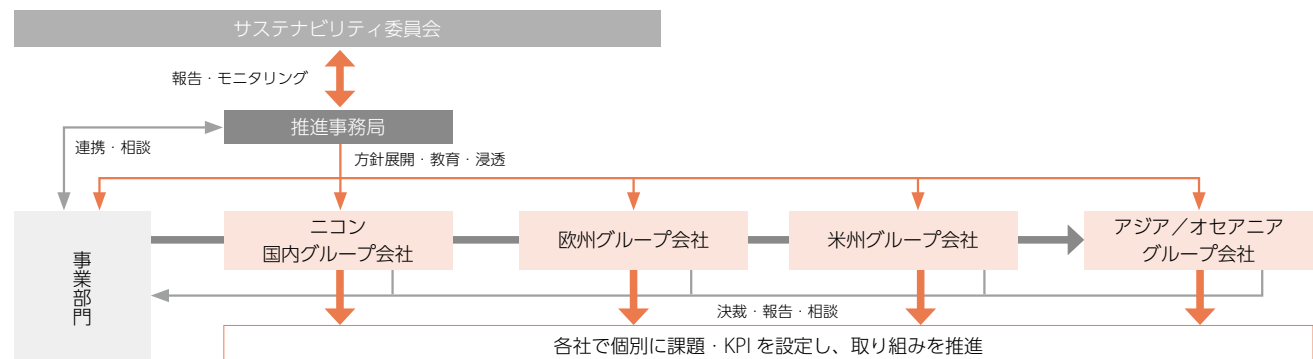 サステナビリティ委員会
報告・モニタリング
推進事務局
連携・相談
方針展開・教育・浸透
事業部門
ニコン
国内グループ会社
欧州グループ会社
米州グループ会社
アジア／オセアニア
グループ会社
決裁・報告・相談
各社で個別に課題・KPI を設定し、取り組みを推進